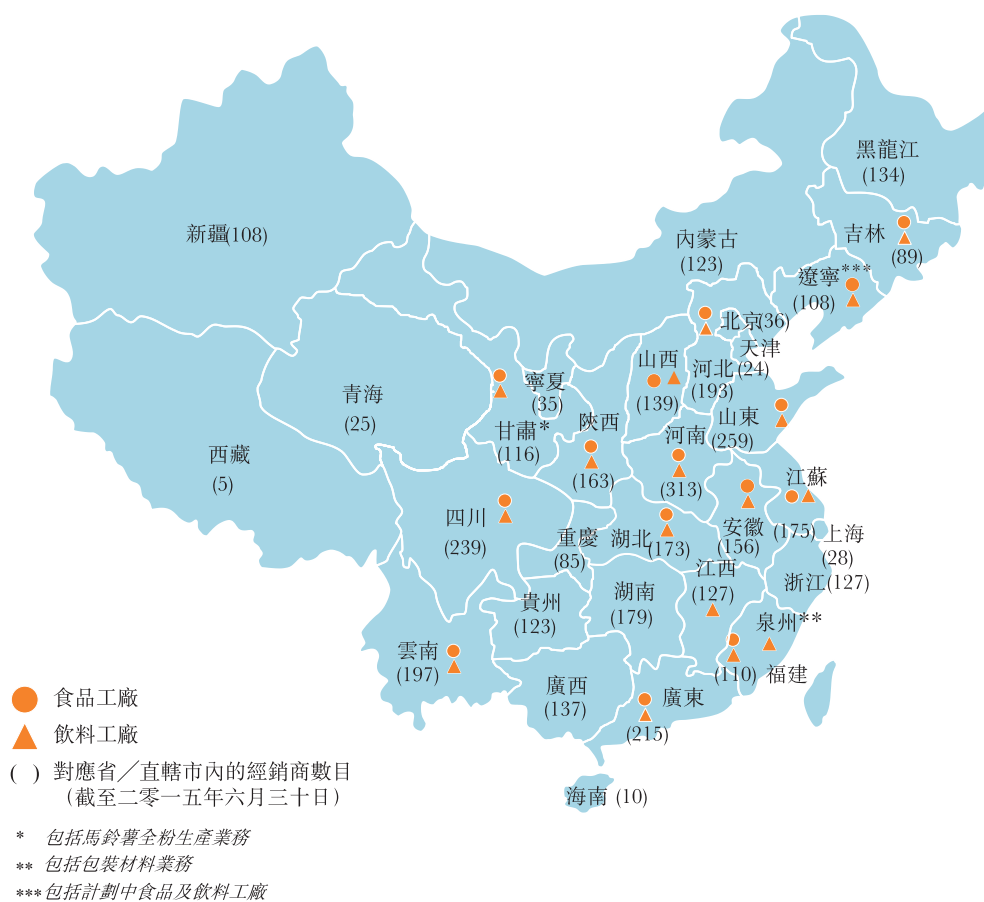 黑龍江
(134)
新疆(108)
吉林
(89)
內蒙古
(123)
遼寧***
(108)
北京(36)
天津
(24)
山西
(139)
河北
(193)
寧夏
(35)
青海
(25)
甘肅*
(116)
陝西
(163)
山東
(259)
河南
(313)
西藏
(5)
江蘇
(175)
四川
(239)
安徽
(156)
重慶
(85)
湖北
(173)
上海
(28)
江西
(127)
浙江(127)
湖南
(179)
貴州
(123)
泉州**
雲南
(197)
福建
(110)
廣西
(137)
廣東
(215)
海南 (10)
食品工廠
飲料工廠
( ) 對應省／直轄市內的經銷商數目
（截至二零一五年六月三十日）
* 包括馬鈴薯全粉生產業務
** 包括包裝材料業務
*** 包括計劃中食品及飲料工廠